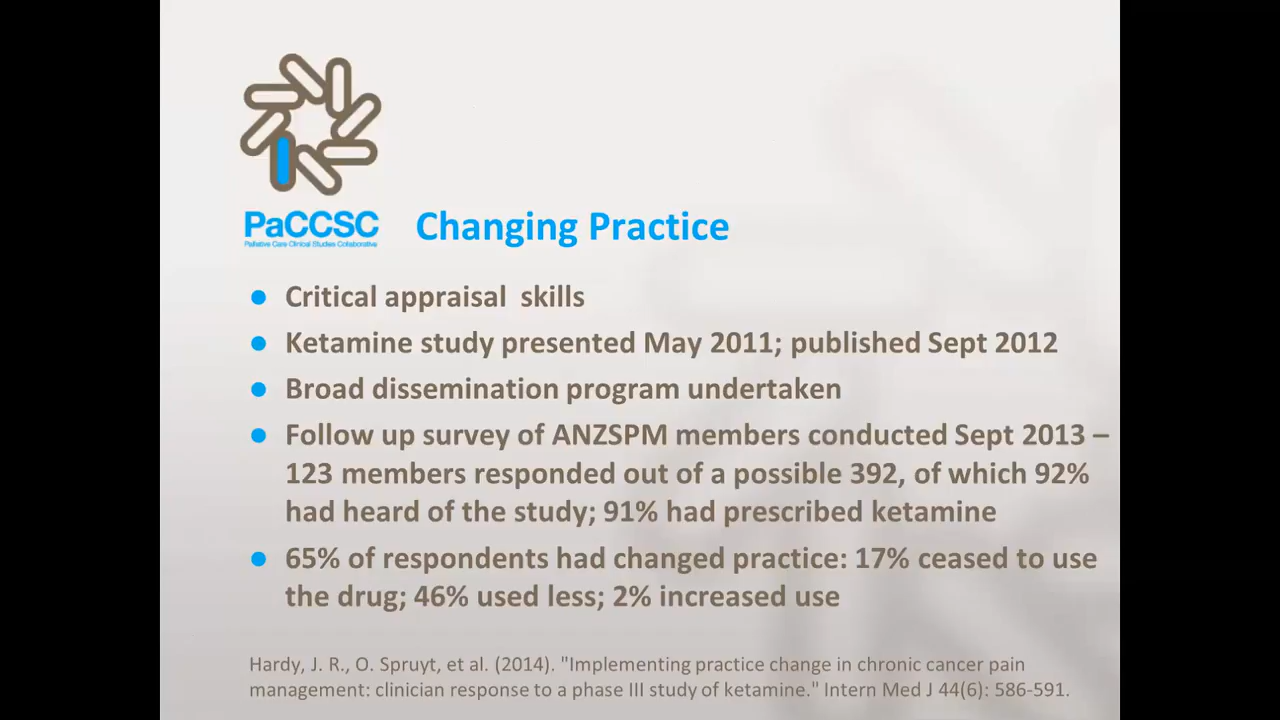 PaCCSC
Palliative Care Clinical Studies Collaborative
Changing Practice
Critical appraisal skills
Ketamine study presented May 2011; published Sept 2012
Broad dissemination program undertaken
Follow up survey of ANZSPM members conducted Sept 2013 –
123 members responded out of a possible 392, of which 92%
had heard of the study; 91% had prescribed ketamine
65% of respondents had changed practice: 17% ceased to use
the drug; 46% used less; 2% increased use
Hardy, J. R., O. Spruyt, et al. (2014). "Implementing practice change in chronic cancer pain
management: clinician response to a phase III study of ketamine." Intern Med J 44(6): 586-591.